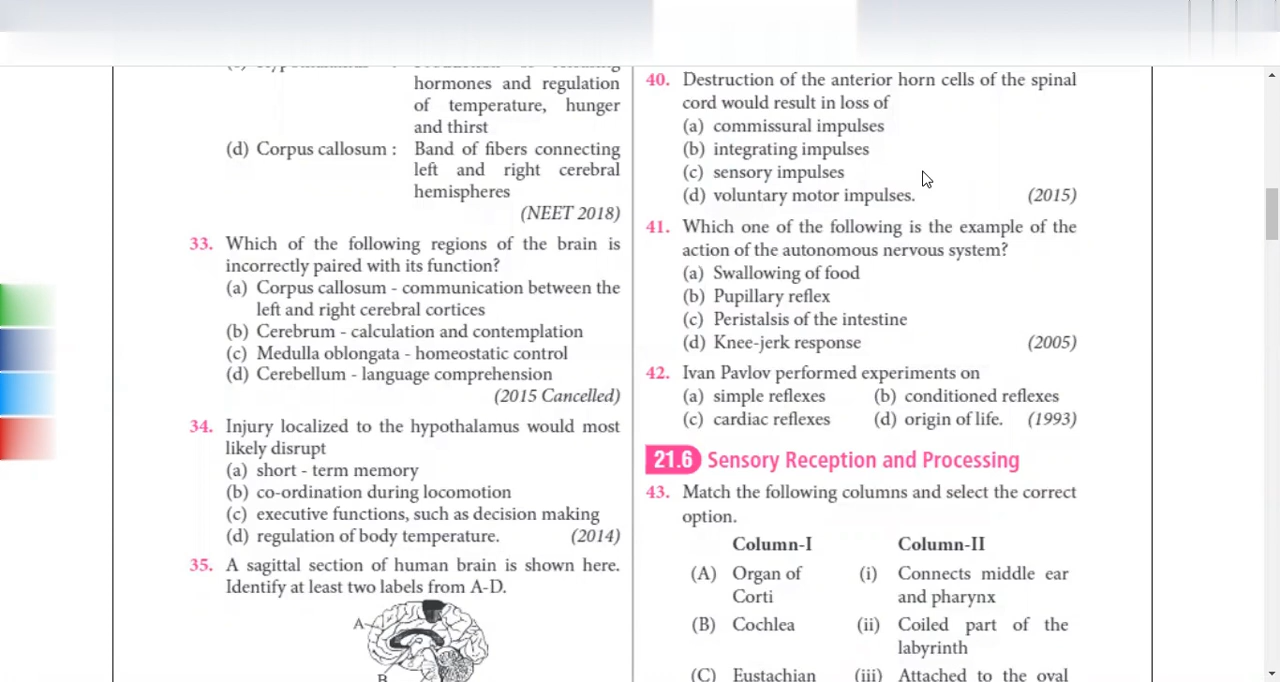 hormones and regulation
of temperature, hunger
and thirst
(d) Corpus callosum : Band of fibers connecting
left and right cerebral
hemispheres
(NEET 2018)
33. Which of the following regions of the brain is
incorrectly paired with its function?
(a) Corpus callosum - communication between the
left and right cerebral cortices
(b) Cerebrum - calculation and contemplation
(c) Medulla oblongata - homeostatic control
(d) Cerebellum - language comprehension
(2015 Cancelled)
34. Injury localized to the hypothalamus would most
likely disrupt
(a) short - term memory
(b) co-ordination during locomotion
(c) executive functions, such as decision making
(d) regulation of body temperature. (2014)
35. A sagittal section of human brain is shown here.
Identify at least two labels from A-D.
A
B
40. Destruction of the anterior horn cells of the spinal
cord would result in loss of
(a) commissural impulses
(b) integrating impulses
(c) sensory impulses
(d) voluntary motor impulses. (2015)
41. Which one of the following is the example of the
action of the autonomous nervous system?
(a) Swallowing of food
(b) Pupillary reflex
(c) Peristalsis of the intestine
(d) Knee-jerk response (2005)
42. Ivan Pavlov performed experiments on
(a) simple reflexes (b) conditioned reflexes
(c) cardiac reflexes (d) origin of life. (1993)
21.6 Sensory Reception and Processing
43. Match the following columns and select the correct
option.
Column-I Column-II
(A) Organ of (i) Connects middle ear
Corti and pharynx
(B) Cochlea (ii) Coiled part of the
labyrinth
(C) Eustachian (iii) Attached to the oval